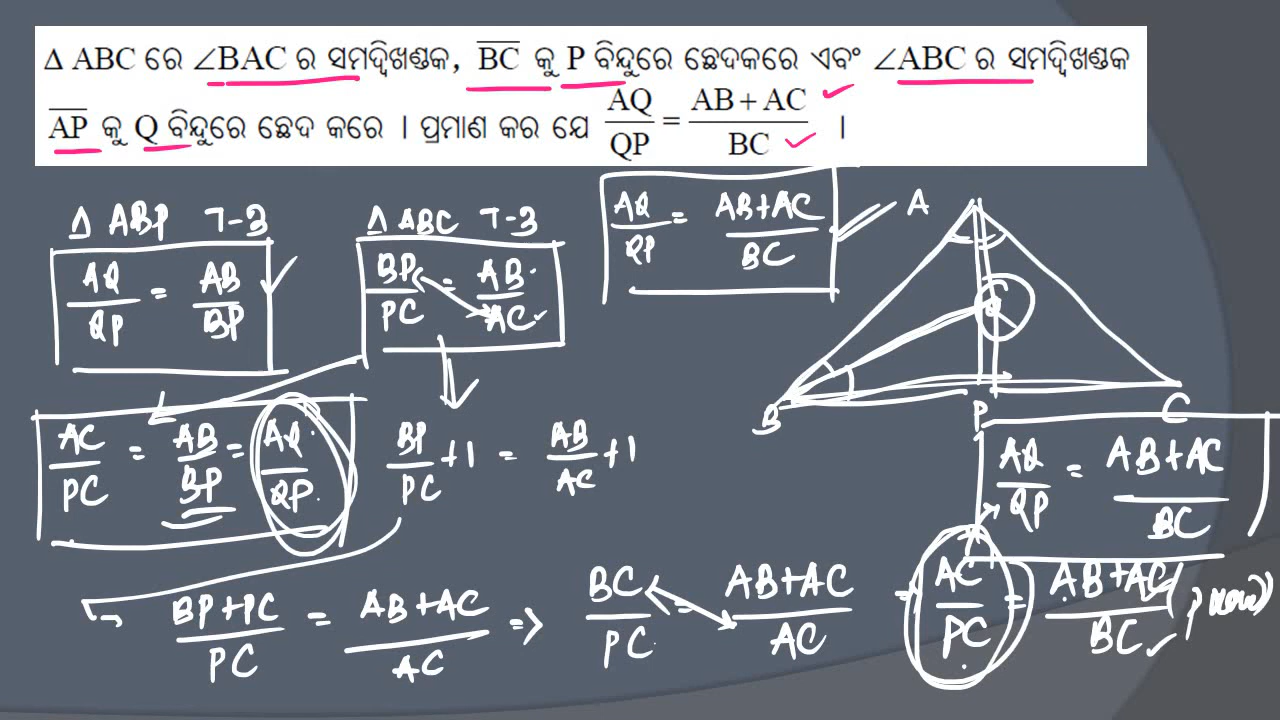 Δ ABC ରେ ∠BAC ର ସମଦ୍ୱିଖଣ୍ଡକ, \overline{BC} କୁ P ବିନ୍ଦୁରେ ଛେଦକରେ ଏବଂ ∠ABC ର ସମଦ୍ୱିଖଣ୍ଡକ
\overline{AP} କୁ Q ବିନ୍ଦୁରେ ଛେଦ କରେ । ପ୍ରମାଣ କର ଯେ AQ/QP = (AB + AC)/BC ।
Δ ABP T-3
AQ/QP = AB/BP
Δ ABC T-3
BP/PC = AB/AC
AQ/QP = (AB+AC)/BC
A
Q
B
P
C
AC/PC = AB/BP = AQ/QP
BP/PC + 1 = AB/AC + 1
AQ/QP = (AB+AC)/BC
(BP+PC)/PC = (AB+AC)/AC ⇒ BC/PC = (AB+AC)/AC = AC/PC = (AB+AC)/BC